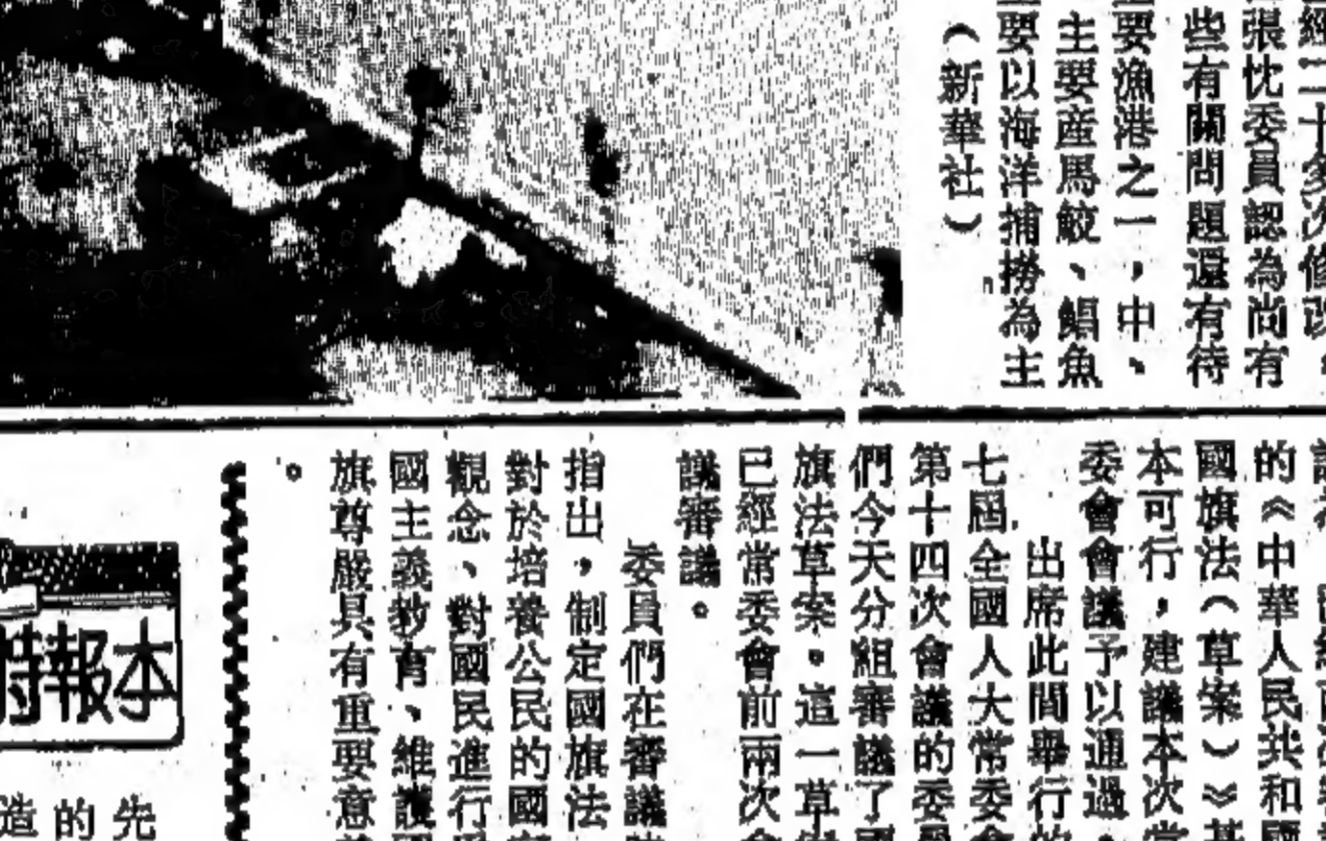 經二十多次修改，
張忱委員認為尚有
些有關問題還有待
要漁港之一，中、
主要産馬鮫、鯧魚
要以海洋捕撈為主
（新華社）
的《中華人民共和國
國旗法（草案）》基
本可行，建議本次常
委會會議予以通過。
出席此間舉行的
七屆全國人大常委會
第十四次會議的委員
們今天分組審議了國
旗法草案。這一草案
已經常委會前兩次會
議審議。
委員們在審議
指出，制定國旗法
對於培養公民的國家
觀念、對國民進行愛
國主義教育、維護國
旗尊嚴具有重要意
。
本報特
先
的
造